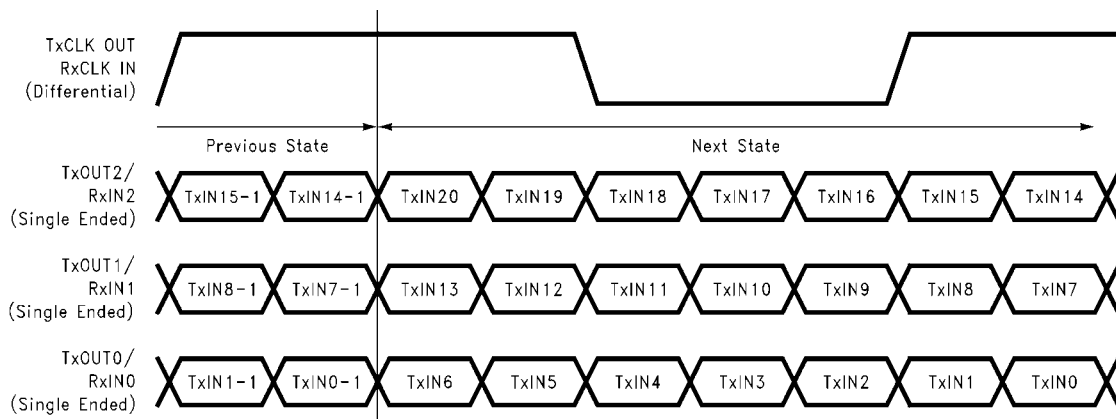 TxCLK OUT
RxCLK IN
(Differential)
Previous State
Next State
TxOUT2/
RxIN2
(Single Ended)
TxIN15-1 TxIN14-1 TxIN20 TxIN19 TxIN18 TxIN17 TxIN16 TxIN15 TxIN14
TxOUT1/
RxIN1
(Single Ended)
TxIN8-1 TxIN7-1 TxIN13 TxIN12 TxIN11 TxIN10 TxIN9 TxIN8 TxIN7
TxOUT0/
RxIN0
(Single Ended)
TxIN1-1 TxIN0-1 TxIN6 TxIN5 TxIN4 TxIN3 TxIN2 TxIN1 TxIN0